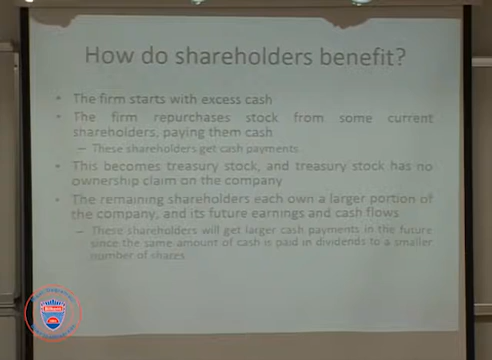 How do shareholders benefit?
• The firm starts with excess cash
• The firm repurchases stock from some current
shareholders, paying them cash
– These shareholders get cash payments
• This becomes treasury stock, and treasury stock has no
ownership claim on the company
• The remaining shareholders each own a larger portion of
the company, and its future earnings and cash flows
– These shareholders will get larger cash payments in the future
since the same amount of cash is paid in dividends to a smaller
number of shares